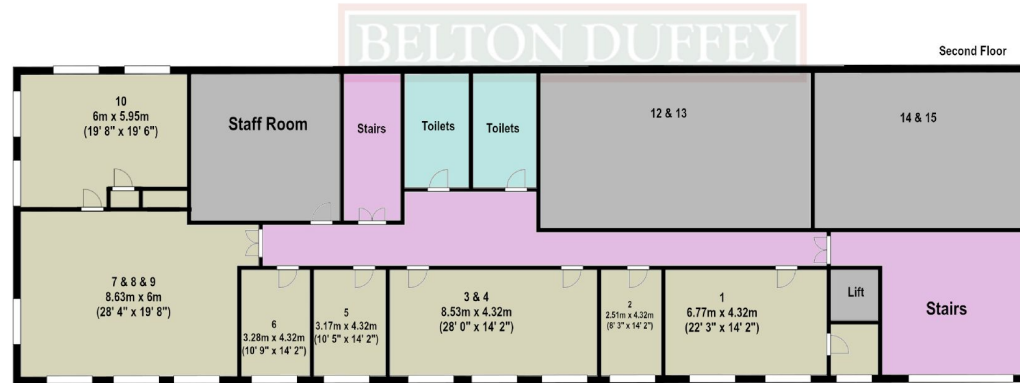 BELTON DUFFEY
Second Floor
10
6m x 5.95m
(19' 8" x 19' 6")
Staff Room
Stairs
Toilets
Toilets
12 & 13
14 & 15
7 & 8 & 9
8.63m x 6m
(28' 4" x 19' 8")
6
3.28m x 4.32m
(10' 9" x 14' 2")
5
3.17m x 4.32m
(10' 5" x 14' 2")
3 & 4
8.53m x 4.32m
(28' 0" x 14' 2")
2
2.51m x 4.32m
(8' 3" x 14' 2")
1
6.77m x 4.32m
(22' 3" x 14' 2")
Lift
Stairs